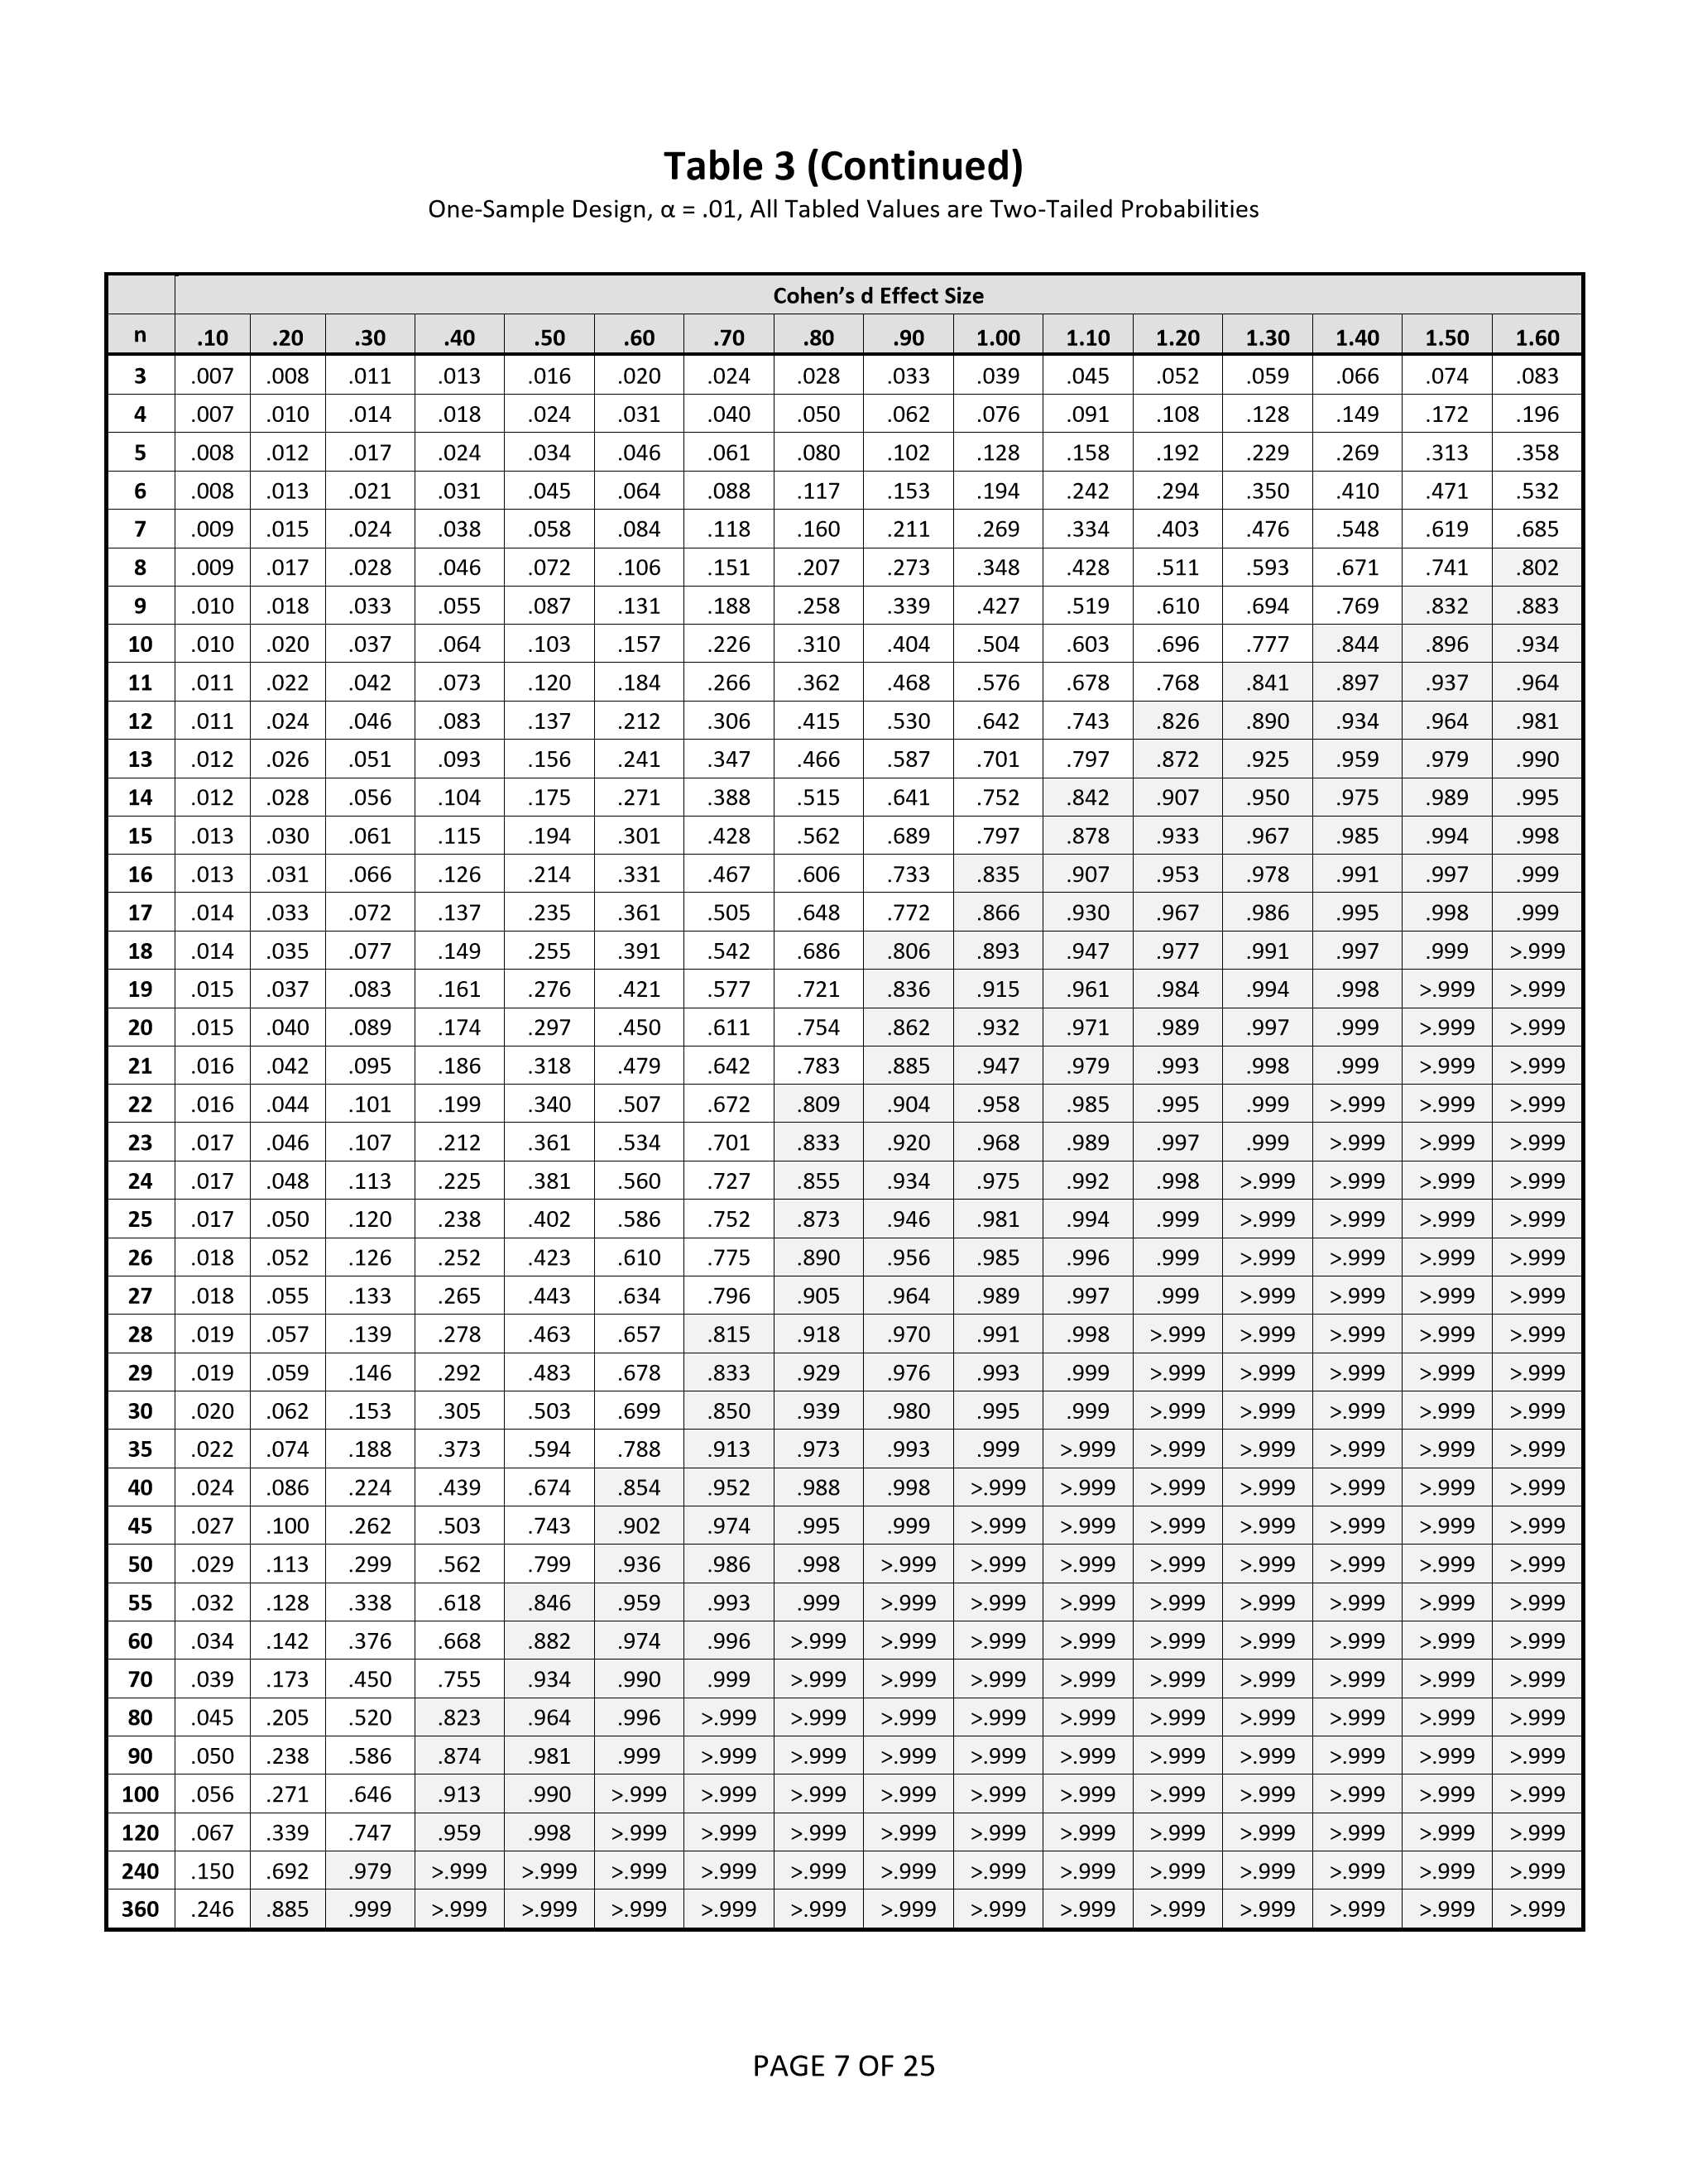 Table 3 (Continued)
One-Sample Design, α = .01, All Tabled Values are Two-Tailed Probabilities
Cohen’s d Effect Size
n .10 .20 .30 .40 .50 .60 .70 .80 .90 1.00 1.10 1.20 1.30 1.40 1.50 1.60
3 .007 .008 .011 .013 .016 .020 .024 .028 .033 .039 .045 .052 .059 .066 .074 .083
4 .007 .010 .014 .018 .024 .031 .040 .050 .062 .076 .091 .108 .128 .149 .172 .196
5 .008 .012 .017 .024 .034 .046 .061 .080 .102 .128 .158 .192 .229 .269 .313 .358
6 .008 .013 .021 .031 .045 .064 .088 .117 .153 .194 .242 .294 .350 .410 .471 .532
7 .009 .015 .024 .038 .058 .084 .118 .160 .211 .269 .334 .403 .476 .548 .619 .685
8 .009 .017 .028 .046 .072 .106 .151 .207 .273 .348 .428 .511 .593 .671 .741 .802
9 .010 .018 .033 .055 .087 .131 .188 .258 .339 .427 .519 .610 .694 .769 .832 .883
10 .010 .020 .037 .064 .103 .157 .226 .310 .404 .504 .603 .696 .777 .844 .896 .934
11 .011 .022 .042 .073 .120 .184 .266 .362 .468 .576 .678 .768 .841 .897 .937 .964
12 .011 .024 .046 .083 .137 .212 .306 .415 .530 .642 .743 .826 .890 .934 .964 .981
13 .012 .026 .051 .093 .156 .241 .347 .466 .587 .701 .797 .872 .925 .959 .979 .990
14 .012 .028 .056 .104 .175 .271 .388 .515 .641 .752 .842 .907 .950 .975 .989 .995
15 .013 .030 .061 .115 .194 .301 .428 .562 .689 .797 .878 .933 .967 .985 .994 .998
16 .013 .031 .066 .126 .214 .331 .467 .606 .733 .835 .907 .953 .978 .991 .997 .999
17 .014 .033 .072 .137 .235 .361 .505 .648 .772 .866 .930 .967 .986 .995 .998 .999
18 .014 .035 .077 .149 .255 .391 .542 .686 .806 .893 .947 .977 .991 .997 .999 >.999
19 .015 .037 .083 .161 .276 .421 .577 .721 .836 .915 .961 .984 .994 .998 >.999 >.999
20 .015 .040 .089 .174 .297 .450 .611 .754 .862 .932 .971 .989 .997 .999 >.999 >.999
21 .016 .042 .095 .186 .318 .479 .642 .783 .885 .947 .979 .993 .998 .999 >.999 >.999
22 .016 .044 .101 .199 .340 .507 .672 .809 .904 .958 .985 .995 .999 >.999 >.999 >.999
23 .017 .046 .107 .212 .361 .534 .701 .833 .920 .968 .989 .997 .999 >.999 >.999 >.999
24 .017 .048 .113 .225 .381 .560 .727 .855 .934 .975 .992 .998 >.999 >.999 >.999 >.999
25 .017 .050 .120 .238 .402 .586 .752 .873 .946 .981 .994 .999 >.999 >.999 >.999 >.999
26 .018 .052 .126 .252 .423 .610 .775 .890 .956 .985 .996 .999 >.999 >.999 >.999 >.999
27 .018 .055 .133 .265 .443 .634 .796 .905 .964 .989 .997 .999 >.999 >.999 >.999 >.999
28 .019 .057 .139 .278 .463 .657 .815 .918 .970 .991 .998 >.999 >.999 >.999 >.999 >.999
29 .019 .059 .146 .292 .483 .678 .833 .929 .976 .993 .999 >.999 >.999 >.999 >.999 >.999
30 .020 .062 .153 .305 .503 .699 .850 .939 .980 .995 .999 >.999 >.999 >.999 >.999 >.999
35 .022 .074 .188 .373 .594 .788 .913 .973 .993 .999 >.999 >.999 >.999 >.999 >.999 >.999
40 .024 .086 .224 .439 .674 .854 .952 .988 .998 >.999 >.999 >.999 >.999 >.999 >.999 >.999
45 .027 .100 .262 .503 .743 .902 .974 .995 .999 >.999 >.999 >.999 >.999 >.999 >.999 >.999
50 .029 .113 .299 .562 .799 .936 .986 .998 >.999 >.999 >.999 >.999 >.999 >.999 >.999 >.999
55 .032 .128 .338 .618 .846 .959 .993 .999 >.999 >.999 >.999 >.999 >.999 >.999 >.999 >.999
60 .034 .142 .376 .668 .882 .974 .996 >.999 >.999 >.999 >.999 >.999 >.999 >.999 >.999 >.999
70 .039 .173 .450 .755 .934 .990 .999 >.999 >.999 >.999 >.999 >.999 >.999 >.999 >.999 >.999
80 .045 .205 .520 .823 .964 .996 >.999 >.999 >.999 >.999 >.999 >.999 >.999 >.999 >.999 >.999
90 .050 .238 .586 .874 .981 .999 >.999 >.999 >.999 >.999 >.999 >.999 >.999 >.999 >.999 >.999
100 .056 .271 .646 .913 .990 >.999 >.999 >.999 >.999 >.999 >.999 >.999 >.999 >.999 >.999 >.999
120 .067 .339 .747 .959 .998 >.999 >.999 >.999 >.999 >.999 >.999 >.999 >.999 >.999 >.999 >.999
240 .150 .692 .979 >.999 >.999 >.999 >.999 >.999 >.999 >.999 >.999 >.999 >.999 >.999 >.999 >.999
360 .246 .885 .999 >.999 >.999 >.999 >.999 >.999 >.999 >.999 >.999 >.999 >.999 >.999 >.999 >.999
PAGE 7 OF 25